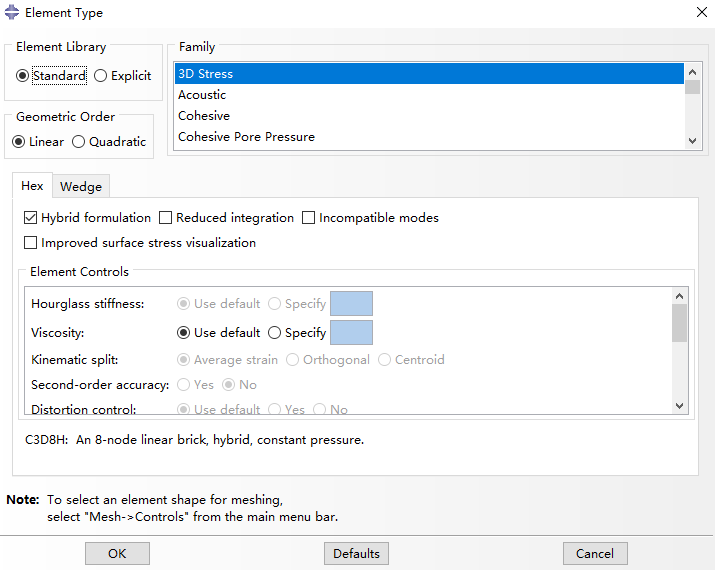 Element Type
Element Library
Standard Explicit
Geometric Order
Linear Quadratic
Family
3D Stress
Acoustic
Cohesive
Cohesive Pore Pressure
Hex Wedge
Hybrid formulation Reduced integration Incompatible modes
Improved surface stress visualization
Element Controls
Hourglass stiffness: Use default Specify
Viscosity: Use default Specify
Kinematic split: Average strain Orthogonal Centroid
Second-order accuracy: Yes No
Distortion control: Use default Yes No
C3D8H: An 8-node linear brick, hybrid, constant pressure.
Note: To select an element shape for meshing,
select "Mesh->Controls" from the main menu bar.
OK Defaults Cancel